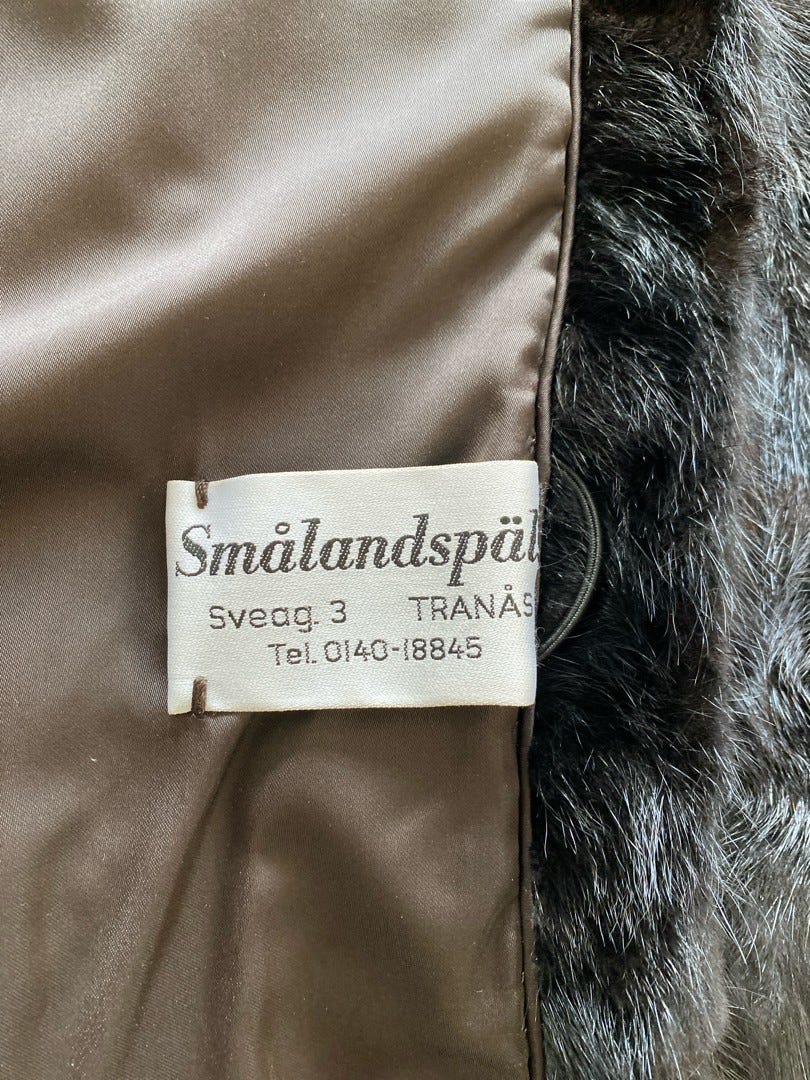 Smålandspäl
Sveag. 3 TRANÅS
Tel. 0140-18845